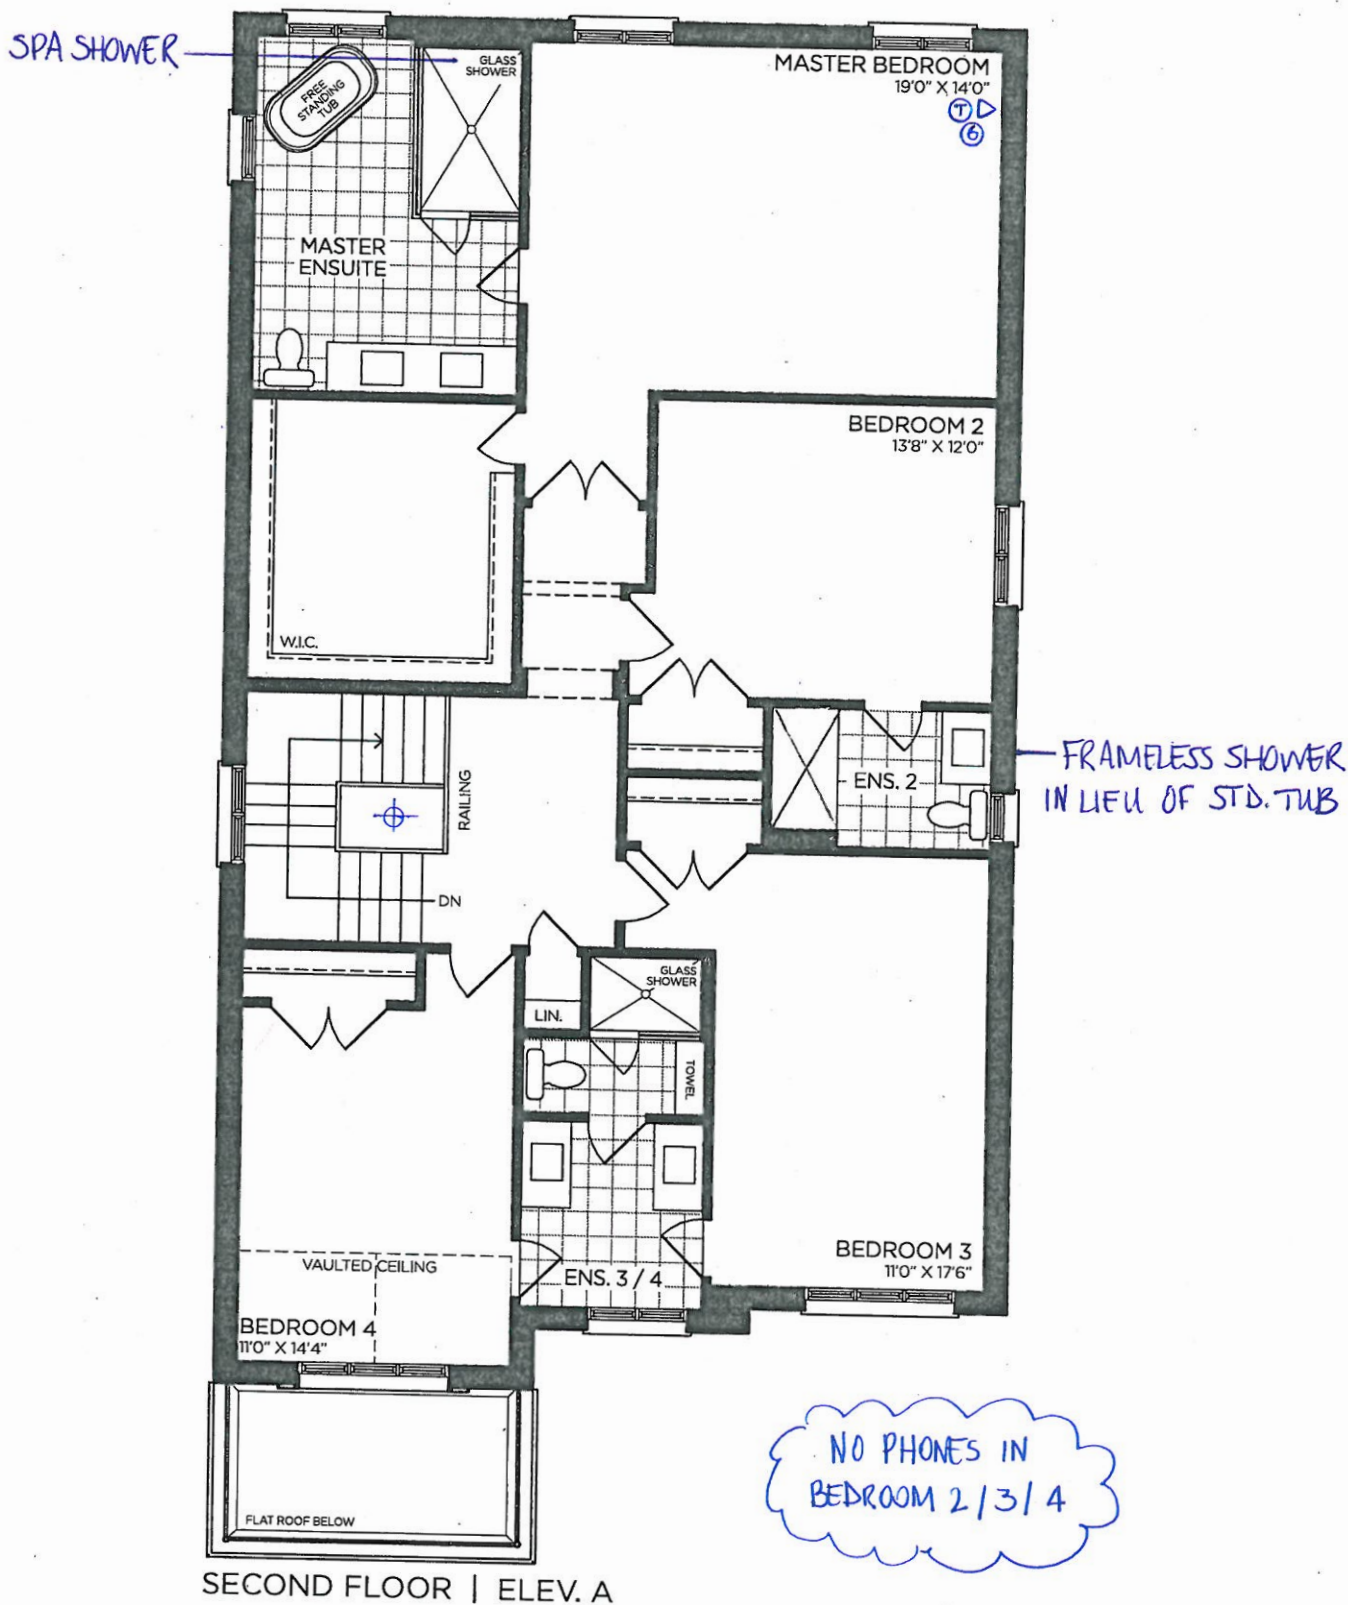 SPA SHOWER
GLASS
SHOWER
FREE
STANDING
TUB
MASTER BEDROOM
19'0" X 14'0"
T
6
MASTER
ENSUITE
BEDROOM 2
13'8" X 12'0"
W.I.C.
RAILING
ENS. 2
FRAMELESS SHOWER
IN LIEU OF STD. TUB
DN
GLASS
SHOWER
LIN.
TOWEL
VAULTED CEILING
ENS. 3 / 4
BEDROOM 3
11'0" X 17'6"
BEDROOM 4
11'0" X 14'4"
NO PHONES IN
BEDROOM 2/3/4
FLAT ROOF BELOW
SECOND FLOOR | ELEV. A